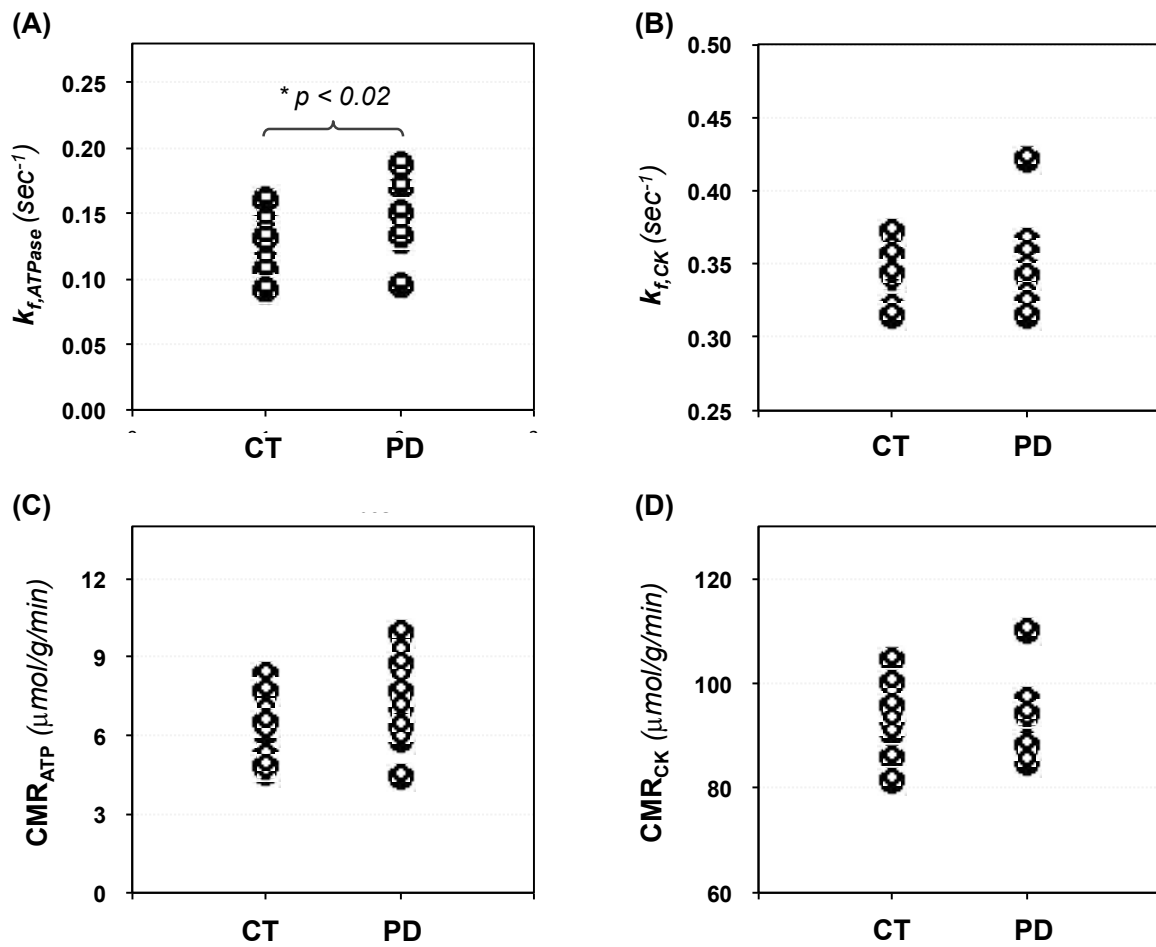 (A)
k_f,ATPase (sec⁻¹)
0.20
0.15
0.10
0.05
0.00
* p < 0.02
CT PD
(B)
k_f,CK (sec⁻¹)
0.50
0.45
0.40
0.35
0.30
0.25
CT PD
(C)
CMR_ATP (μmol/g/min)
12
9
6
3
0
CT PD
(D)
CMR_CK (μmol/g/min)
120
100
80
60
CT PD